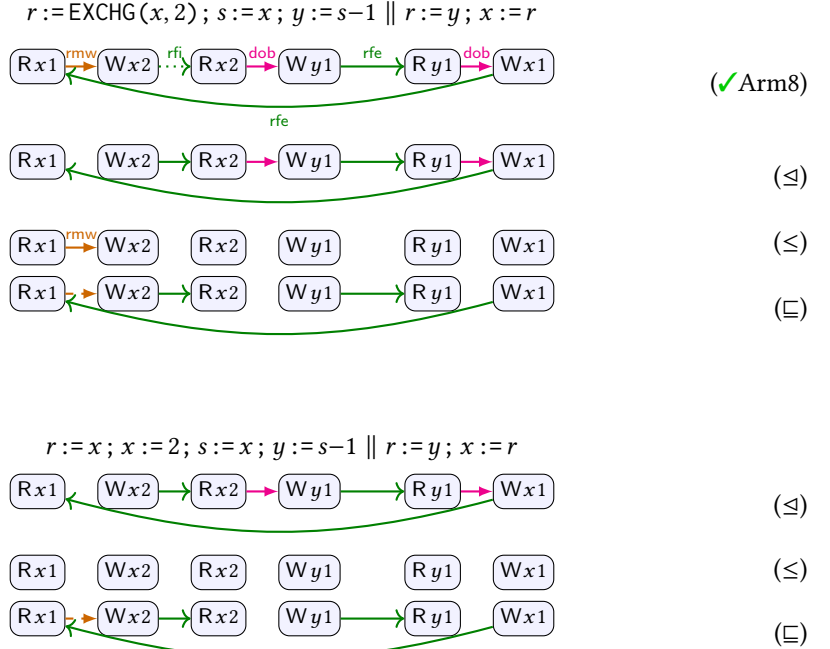 r := EXCHG(x, 2); s := x; y := s−1 || r := y; x := r
rmw rfi dob rfe dob
Rx1 Wx2 Rx2 Wy1 Ry1 Wx1 (✓Arm8)
rfe
Rx1 Wx2 Rx2 Wy1 Ry1 Wx1 (⊴)
rmw
Rx1 Wx2 Rx2 Wy1 Ry1 Wx1 (≤)
Rx1 Wx2 Rx2 Wy1 Ry1 Wx1 (⊑)
r := x; x := 2; s := x; y := s−1 || r := y; x := r
Rx1 Wx2 Rx2 Wy1 Ry1 Wx1 (⊴)
Rx1 Wx2 Rx2 Wy1 Ry1 Wx1 (≤)
Rx1 Wx2 Rx2 Wy1 Ry1 Wx1 (⊑)